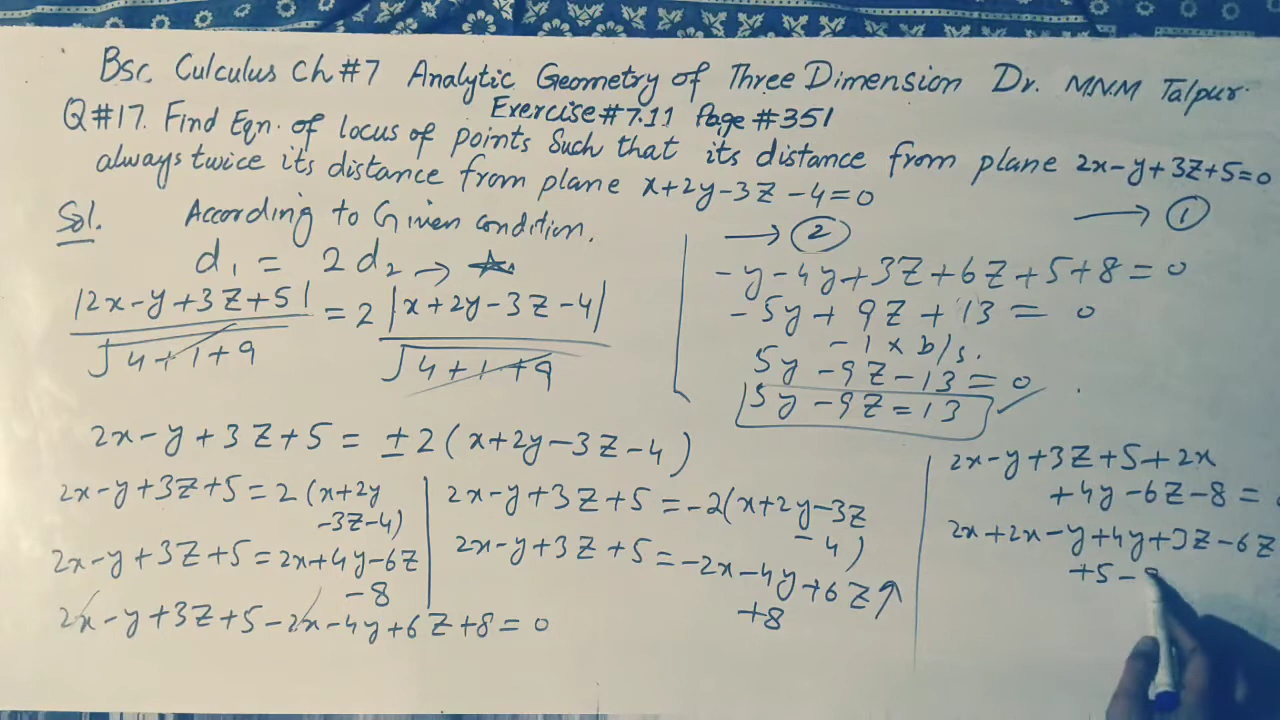 Bsc. Culculus Ch#7 Analytic Geometry of Three Dimension Dr. M.N.M Talpur.
Exercise#7.11 Page #351
Q#17. Find Eqn. of locus of points Such that its distance from plane 2x-y+3z+5=0
always twice its distance from plane x+2y-3z-4=0
→ ①
→ ②
Sol. According to Given condition.
d₁ = 2d₂ → ☆
|2x-y+3z+5| / √4+1+9 = 2 |x+2y-3z-4| / √4+1+9
2x-y+3z+5 = ±2(x+2y-3z-4)
2x-y+3z+5=2(x+2y
-3z-4)
2x-y+3z+5=2x+4y-6z
-8
2x-y+3z+5-2x-4y+6z+8=0
-y-4y+3z+6z+5+8=0
-5y+9z+13=0
-1 x b/s.
5y-9z-13=0
5y-9z=13 ✓
2x-y+3z+5=-2(x+2y-3z
-4)
2x-y+3z+5=-2x-4y+6z↑
+8
2x-y+3z+5+2x
+4y-6z-8=
2x+2x-y+4y+3z-6z
+5-